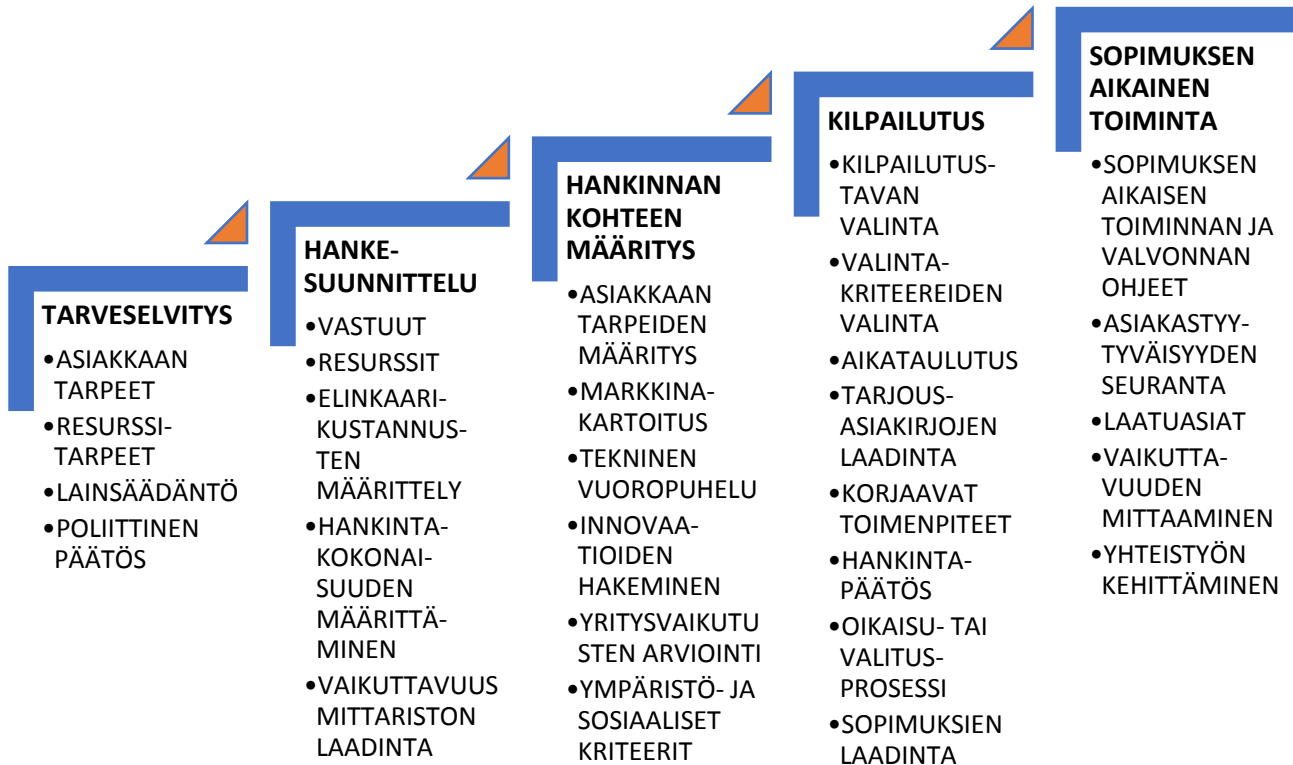 TARVESELVITYS
•ASIAKKAAN
TARPEET
•RESURSSI-
TARPEET
•LAINSÄÄDÄNTÖ
•POLIITTINEN
PÄÄTÖS
HANKE-
SUUNNITTELU
•VASTUUT
•RESURSSIT
•ELINKAARI-
KUSTANNUS-
TEN
MÄÄRITTELY
•HANKINTA-
KOKONAI-
SUUDEN
MÄÄRITTÄ-
MINEN
•VAIKUTTAVUUS
MITTARISTON
LAADINTA
HANKINNAN
KOHTEEN
MÄÄRITYS
•ASIAKKAAN
TARPEIDEN
MÄÄRITYS
•MARKKINA-
KARTOITUS
•TEKNINEN
VUOROPUHELU
•INNOVAA-
TIOIDEN
HAKEMINEN
•YRITYSVAIKUTU
STEN ARVIOINTI
•YMPÄRISTÖ- JA
SOSIAALISET
KRITEERIT
KILPAILUTUS
•KILPAILUTUS-
TAVAN
VALINTA
•VALINTA-
KRITEEREIDEN
VALINTA
•AIKATAULUTUS
•TARJOUS-
ASIAKIRJOJEN
LAADINTA
•KORJAAVAT
TOIMENPITEET
•HANKINTA-
PÄÄTÖS
•OIKAISU- TAI
VALITUS-
PROSESSI
•SOPIMUKSIEN
LAADINTA
SOPIMUKSEN
AIKAINEN
TOIMINTA
•SOPIMUKSEN
AIKAISEN
TOIMINNAN JA
VALVONNAN
OHJEET
•ASIAKASTYY-
TYVÄISYYDEN
SEURANTA
•LAATUASIAT
•VAIKUTTA-
VUUDEN
MITTAAMINEN
•YHTEISTYÖN
KEHITTÄMINEN